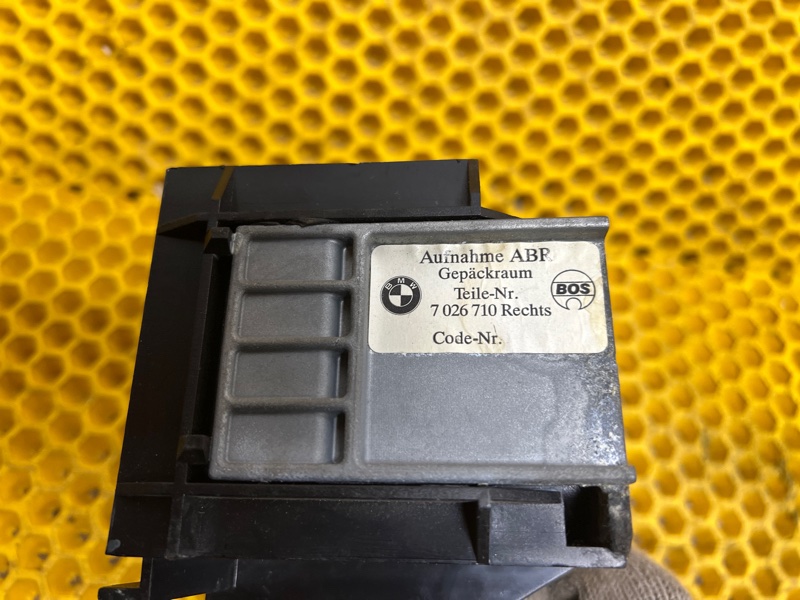 Aufnahme ABR
Gepäckraum
BMW
Teile-Nr.
BOS
7 026 710 Rechts
Code-Nr.